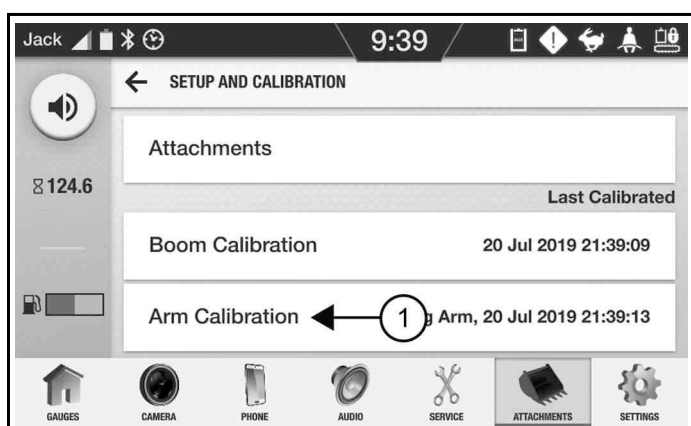 Jack 9:39
SETUP AND CALIBRATION
Attachments
124.6
Last Calibrated
Boom Calibration 20 Jul 2019 21:39:09
Arm Calibration 1 Arm, 20 Jul 2019 21:39:13
GAUGES CAMERA PHONE AUDIO SERVICE ATTACHMENTS SETTINGS